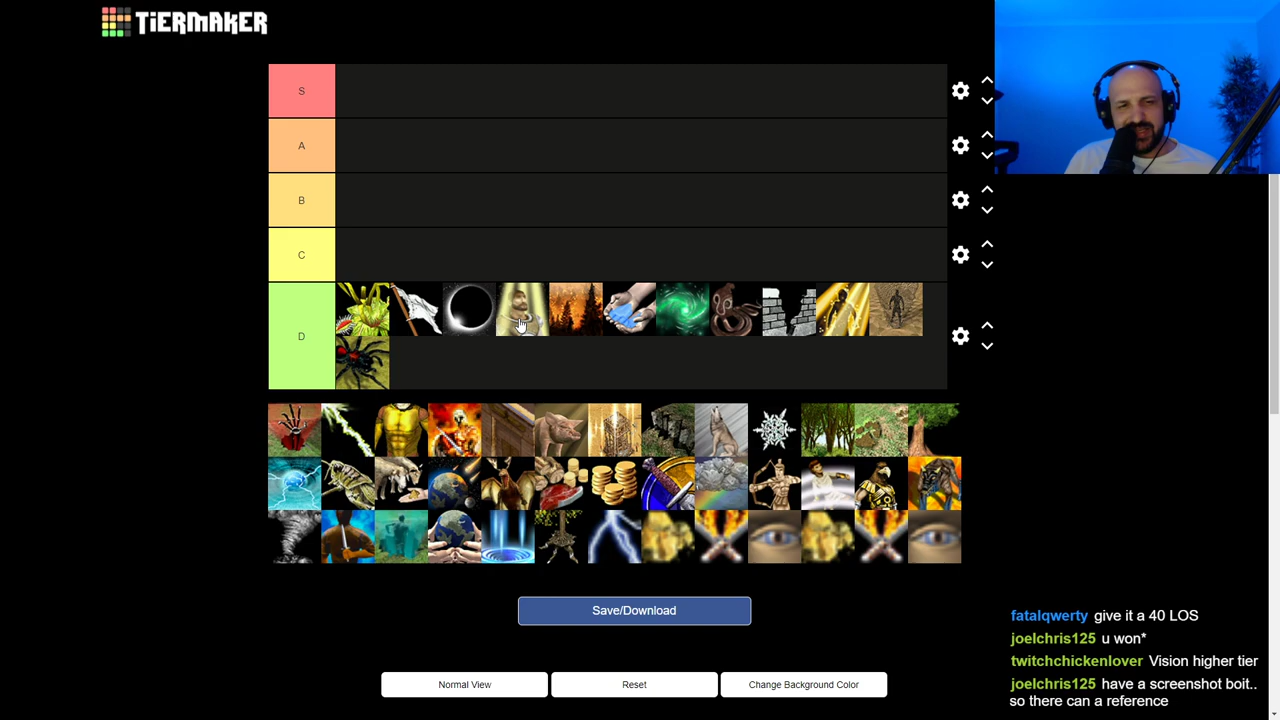 TiERMAKER
S
A
B
C
D
Save/Download
Normal View
Reset
Change Background Color
fatalqwerty give it a 40 LOS
joelchris125 u won*
twitchchickenlover Vision higher tier
joelchris125 have a screenshot boit..
so there can a reference